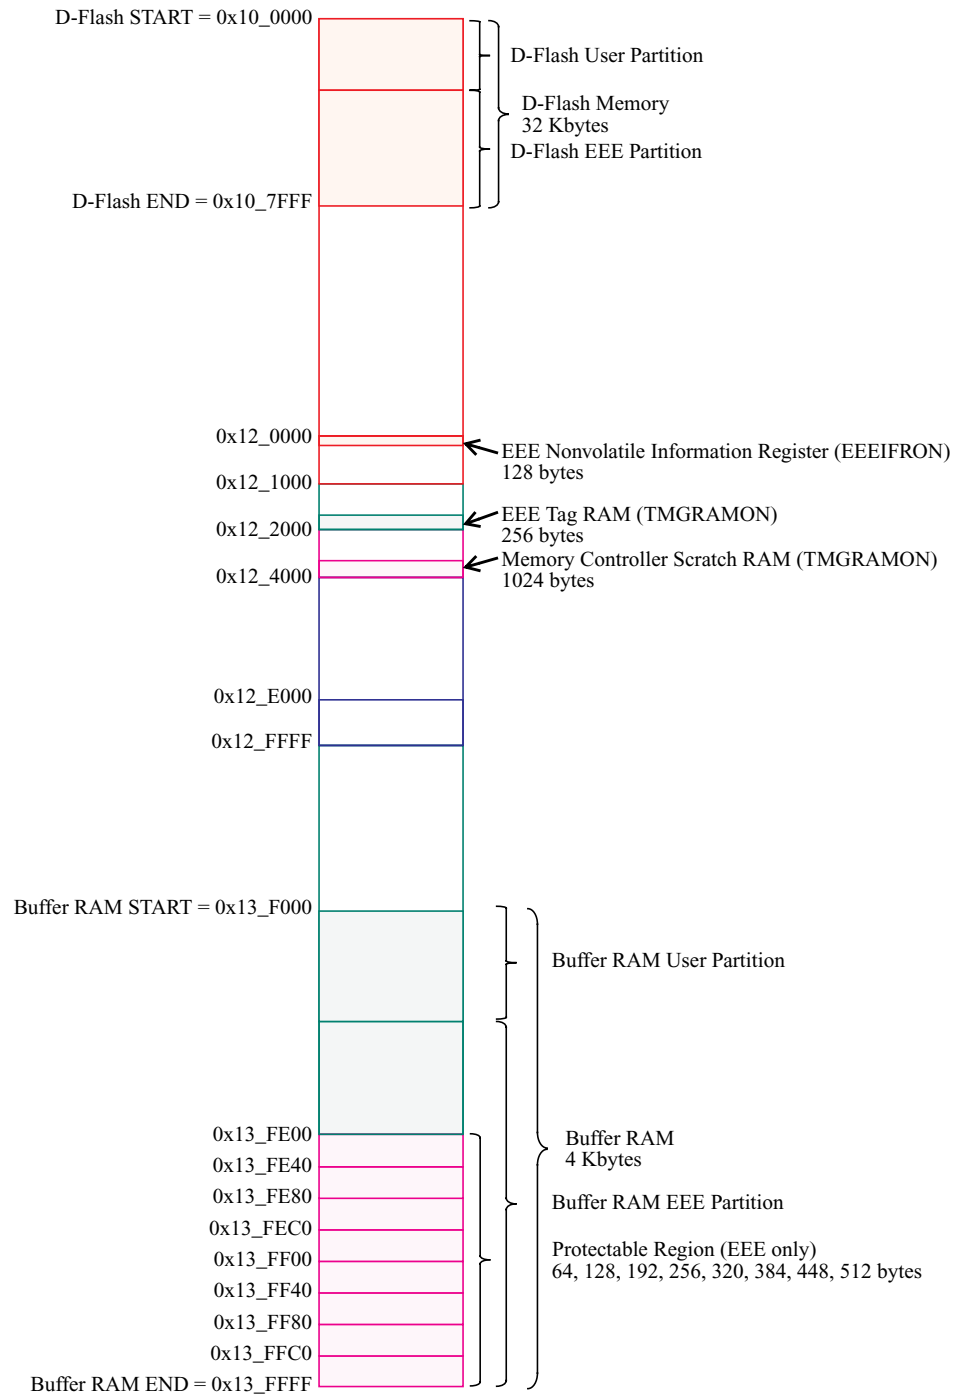 D-Flash START = 0x10_0000
D-Flash User Partition
D-Flash Memory
32 Kbytes
D-Flash EEE Partition
D-Flash END = 0x10_7FFF
0x12_0000
EEE Nonvolatile Information Register (EEEIFRON)
128 bytes
0x12_1000
EEE Tag RAM (TMGRAMON)
256 bytes
0x12_2000
Memory Controller Scratch RAM (TMGRAMON)
1024 bytes
0x12_4000
0x12_E000
0x12_FFFF
Buffer RAM START = 0x13_F000
Buffer RAM User Partition
0x13_FE00
Buffer RAM
4 Kbytes
0x13_FE40
0x13_FE80
Buffer RAM EEE Partition
0x13_FEC0
Protectable Region (EEE only)
64, 128, 192, 256, 320, 384, 448, 512 bytes
0x13_FF00
0x13_FF40
0x13_FF80
0x13_FFC0
Buffer RAM END = 0x13_FFFF